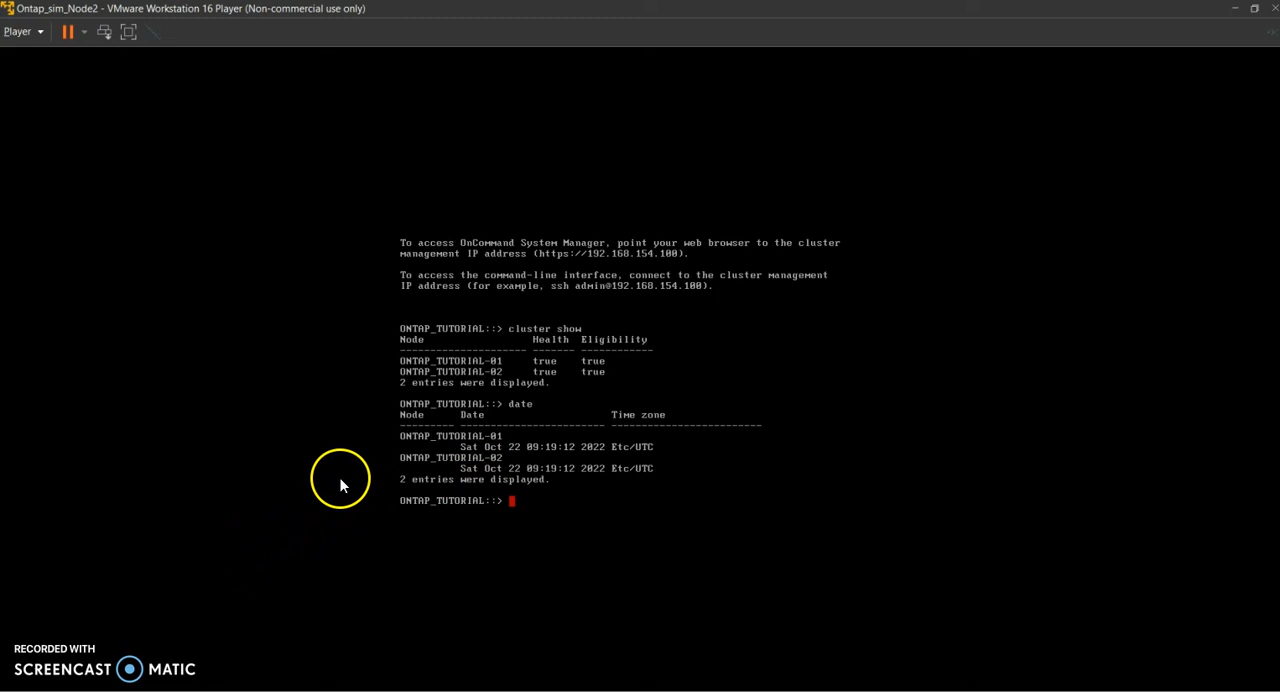 Ontap_sim_Node2 - VMware Workstation 16 Player (Non-commercial use only)
Player
To access OnCommand System Manager, point your web browser to the cluster
management IP address (https://192.168.154.100).
To access the command-line interface, connect to the cluster management
IP address (for example, ssh admin@192.168.154.100).
ONTAP_TUTORIAL::> cluster show
Node Health Eligibility
--------------------- ------- ------------
ONTAP_TUTORIAL-01 true true
ONTAP_TUTORIAL-02 true true
2 entries were displayed.
ONTAP_TUTORIAL::> date
Node Date Time zone
--------- ------------------------ -------------------------
ONTAP_TUTORIAL-01
Sat Oct 22 09:19:12 2022 Etc/UTC
ONTAP_TUTORIAL-02
Sat Oct 22 09:19:12 2022 Etc/UTC
2 entries were displayed.
ONTAP_TUTORIAL::>
RECORDED WITH
SCREENCAST MATIC